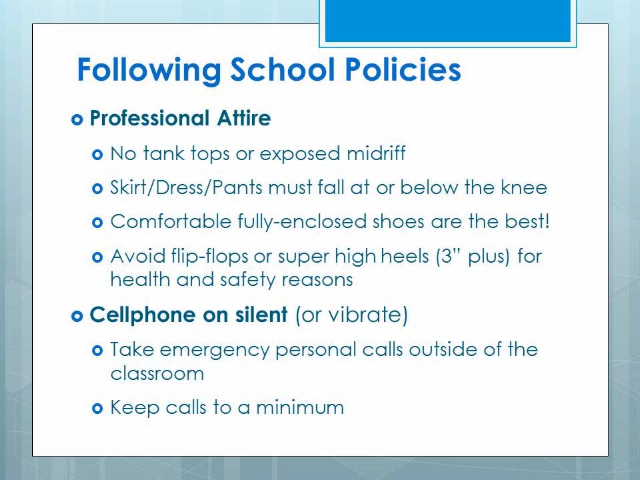 Following School Policies
Professional Attire
No tank tops or exposed midriff
Skirt/Dress/Pants must fall at or below the knee
Comfortable fully-enclosed shoes are the best!
Avoid flip-flops or super high heels (3” plus) for
health and safety reasons
Cellphone on silent (or vibrate)
Take emergency personal calls outside of the
classroom
Keep calls to a minimum